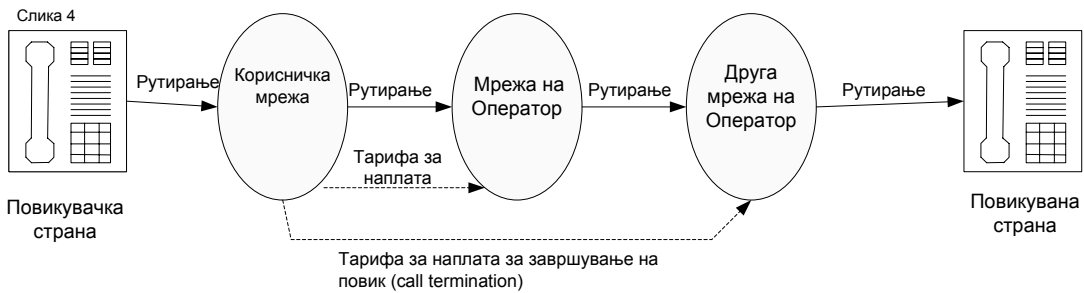 Слика 4
Рутирање
Корисничка
мрежа
Рутирање
Мрежа на
Оператор
Рутирање
Друга
мрежа на
Оператор
Рутирање
Тарифа за
наплата
Повикувачка
страна
Повикувана
страна
Тарифа за наплата за завршување на
повик (call termination)